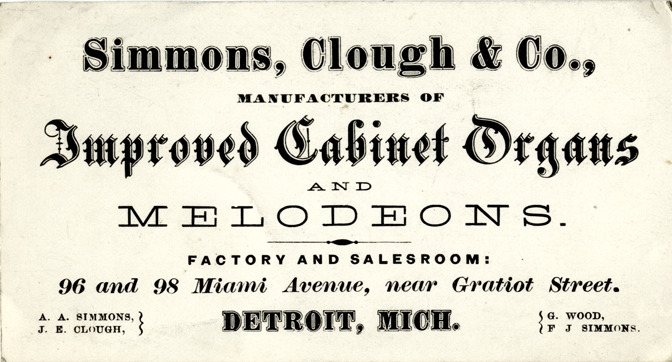 Simmons, Clough & Co.,
MANUFACTURERS OF
Improved Cabinet Organs
AND
MELODEONS.
FACTORY AND SALESROOM:
96 and 98 Miami Avenue, near Gratiot Street.
A. A. SIMMONS, }
J. E. CLOUGH, }
DETROIT, MICH.
{ G. WOOD,
{ F J SIMMONS.